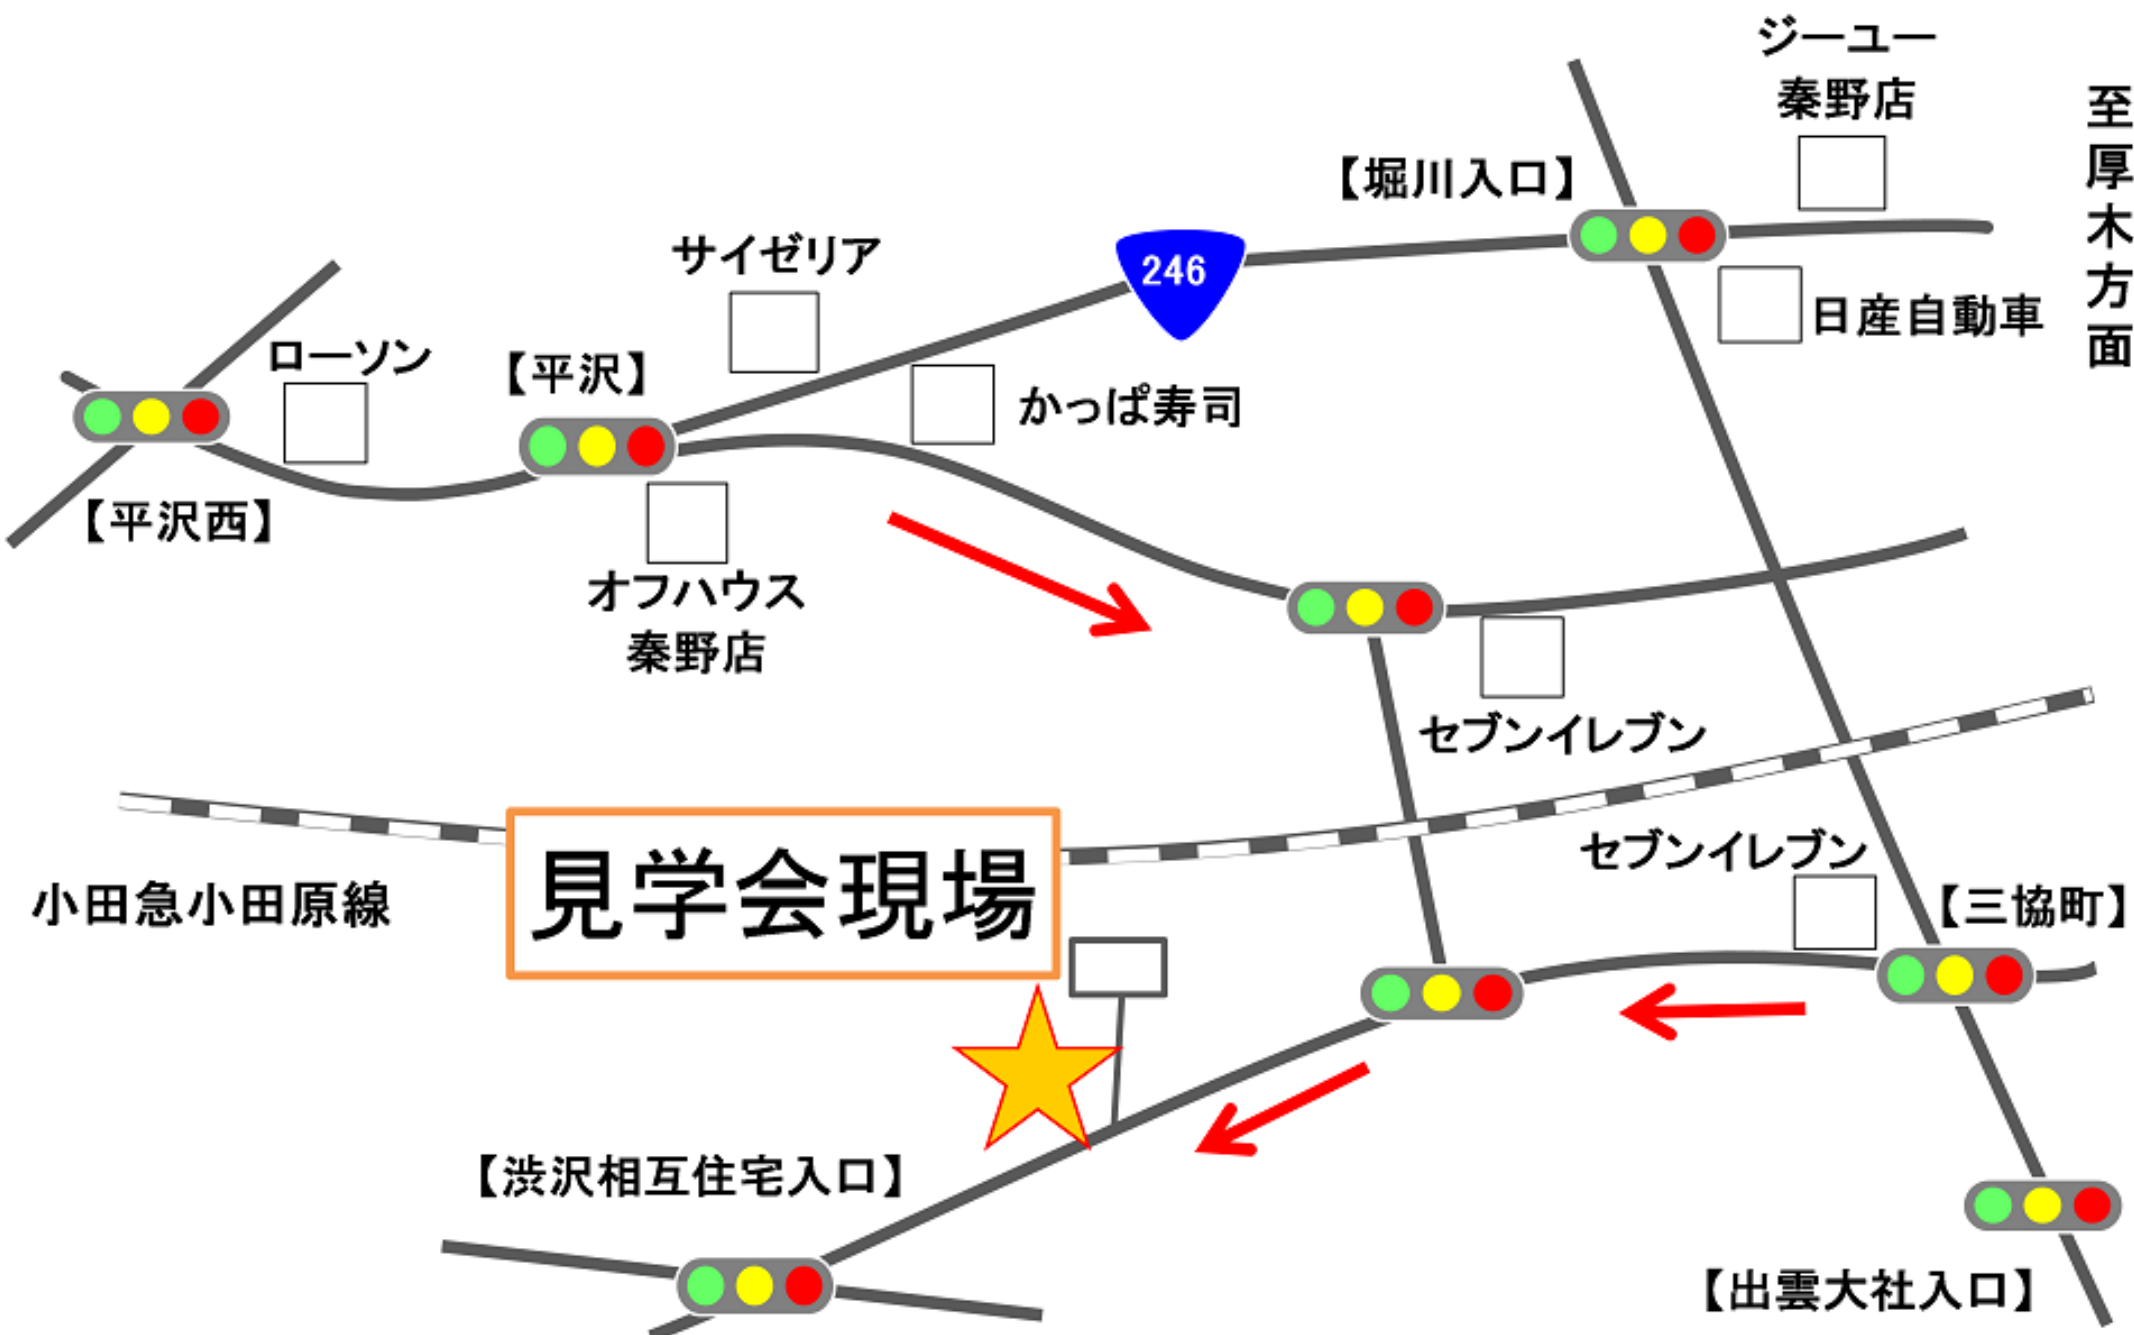 ジーユー
秦野店
至厚木方面
【堀川入口】
サイゼリア
246
日産自動車
ローソン
【平沢】
かっぱ寿司
【平沢西】
オフハウス
秦野店
セブンイレブン
セブンイレブン
見学会現場
小田急小田原線
【三協町】
【渋沢相互住宅入口】
【出雲大社入口】